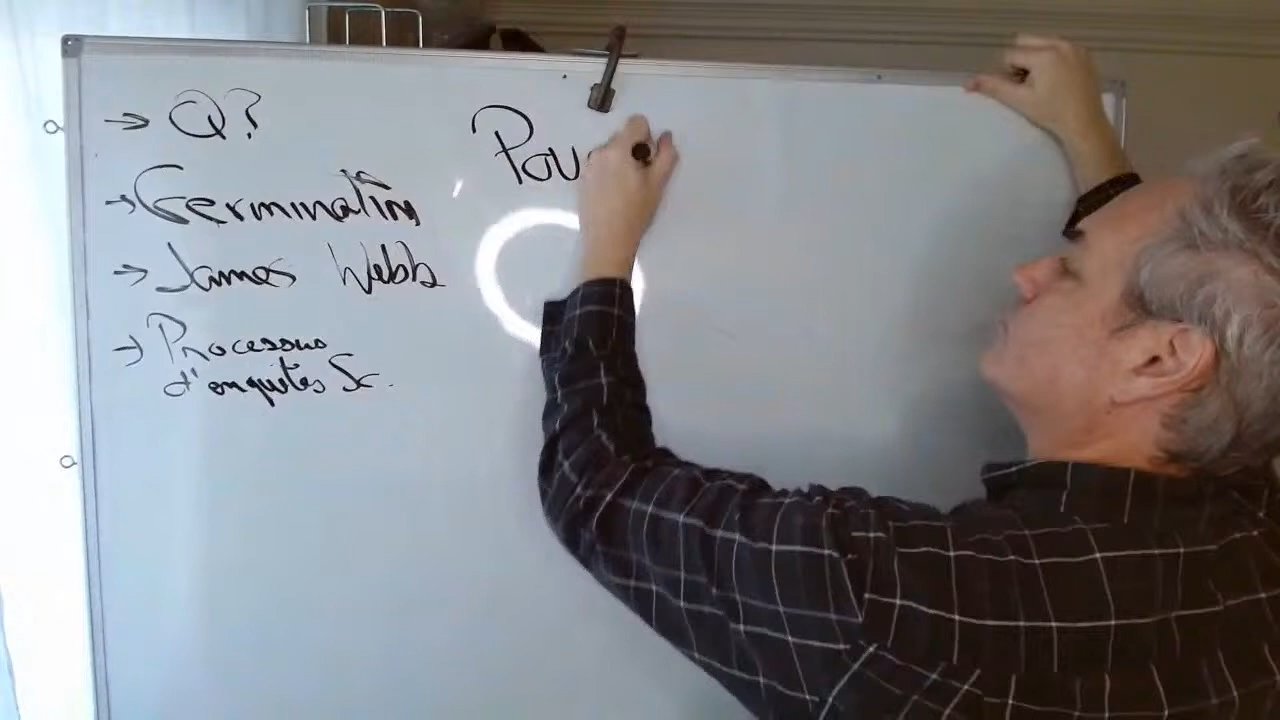 → Q?
→ Germination
→ James Webb
→ Processus
d'enquêtes Sc.
Pou